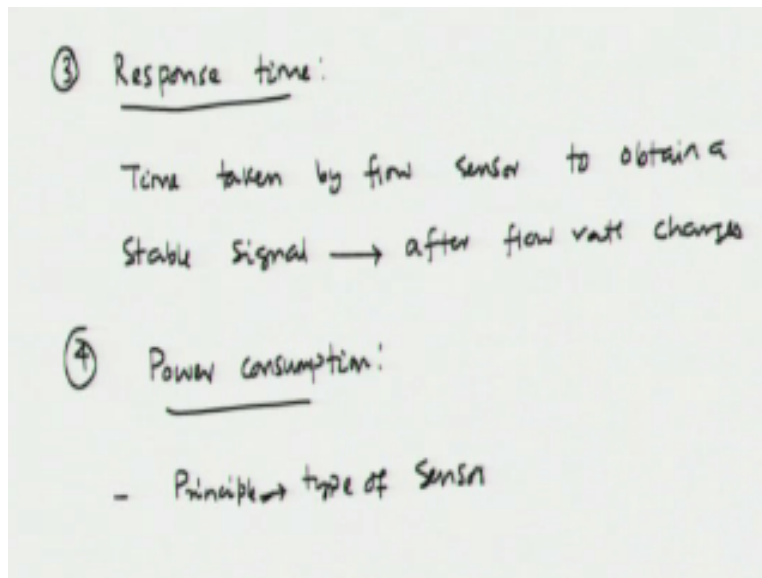 ③ Response time:
Time taken by flow sensor to obtain a
stable signal → after flow rate changes
④ Power consumption:
- Principle → type of sensor